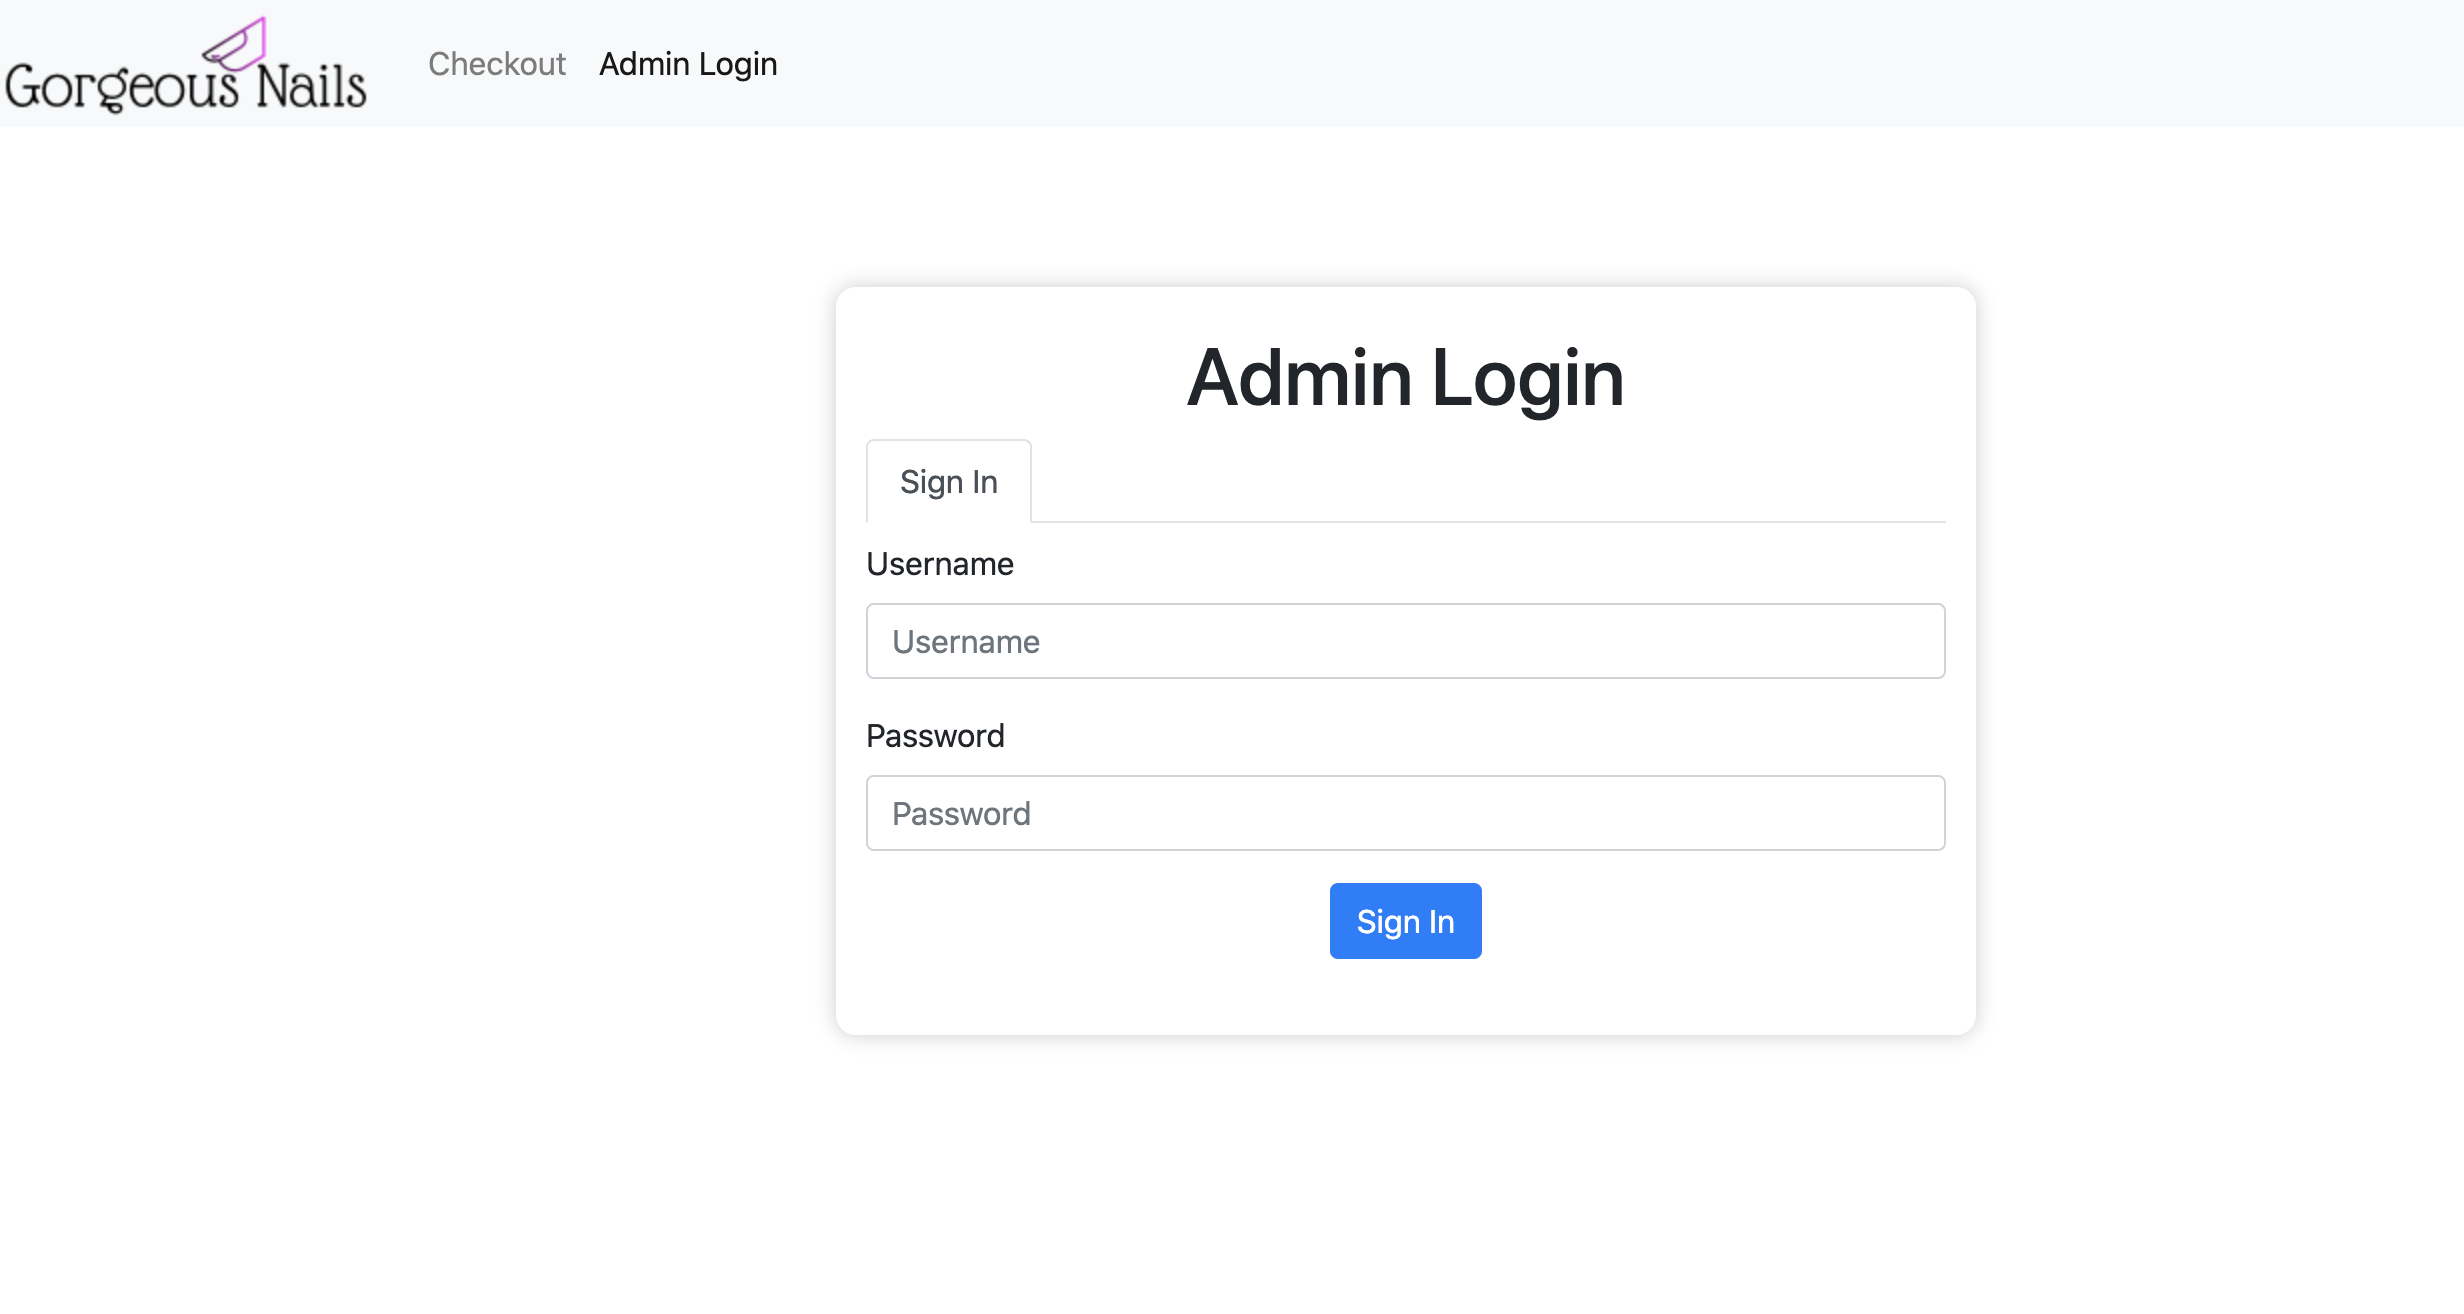 Gorgeous Nails
Checkout
Admin Login
Admin Login
Sign In
Username
Username
Password
Password
Sign In